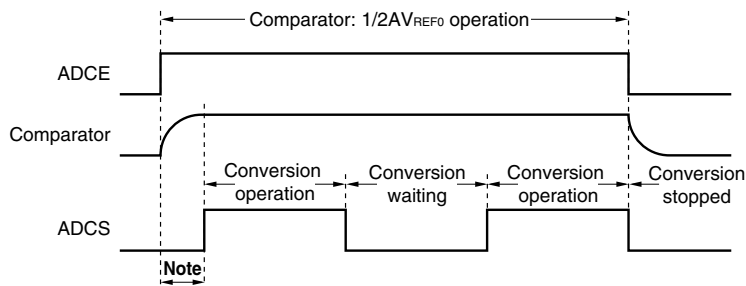 Comparator: 1/2AVREF0 operation
ADCE
Comparator
Conversion operation
Conversion waiting
Conversion operation
Conversion stopped
ADCS
Note